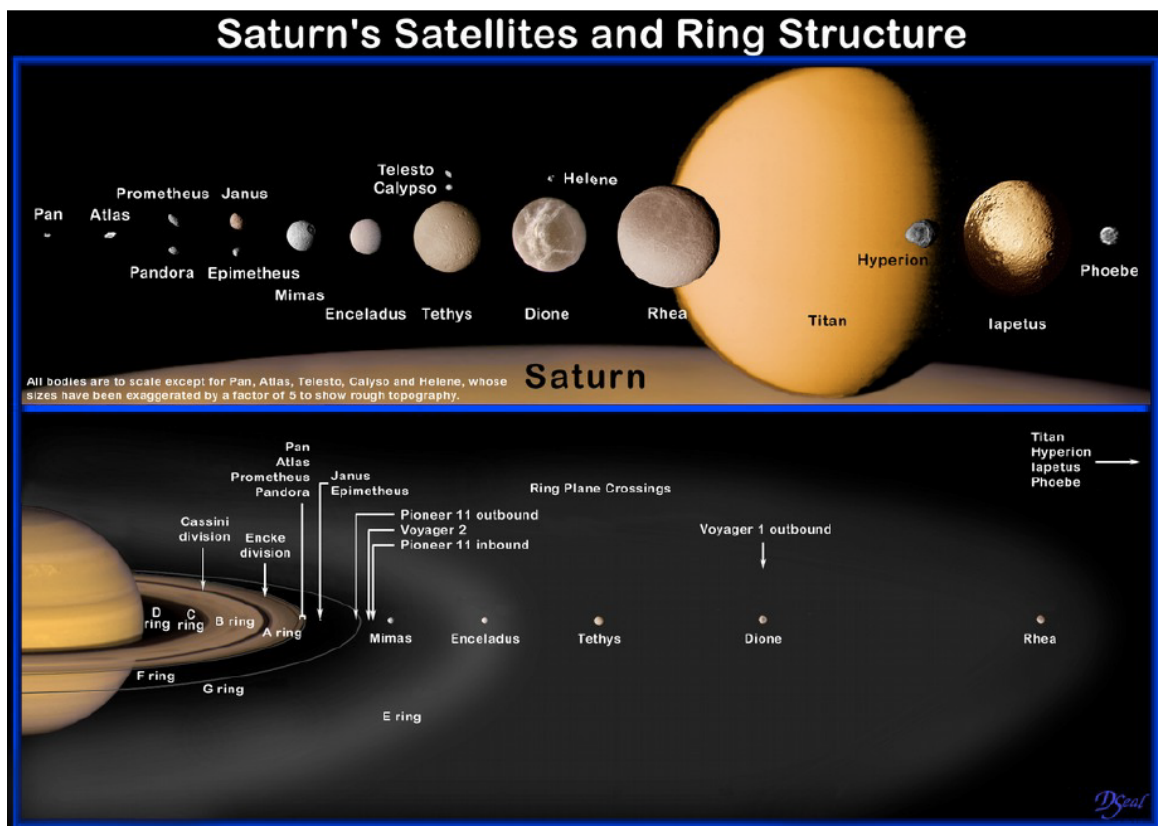 Saturn's Satellites and Ring Structure
Telesto
Calypso
Helene
Prometheus
Janus
Pan
Atlas
Pandora
Epimetheus
Mimas
Enceladus
Tethys
Dione
Rhea
Titan
Hyperion
Iapetus
Phoebe
Saturn
All bodies are to scale except for Pan, Atlas, Telesto, Calyso and Helene, whose
sizes have been exaggerated by a factor of 5 to show rough topography.
Pan
Atlas
Prometheus
Pandora
Janus
Epimetheus
Ring Plane Crossings
Titan
Hyperion
Iapetus
Phoebe
Cassini
division
Encke
division
Pioneer 11 outbound
Voyager 2
Pioneer 11 inbound
Voyager 1 outbound
D
ring
C
ring
B ring
A ring
Mimas
Enceladus
Tethys
Dione
Rhea
F ring
G ring
E ring
DSeal